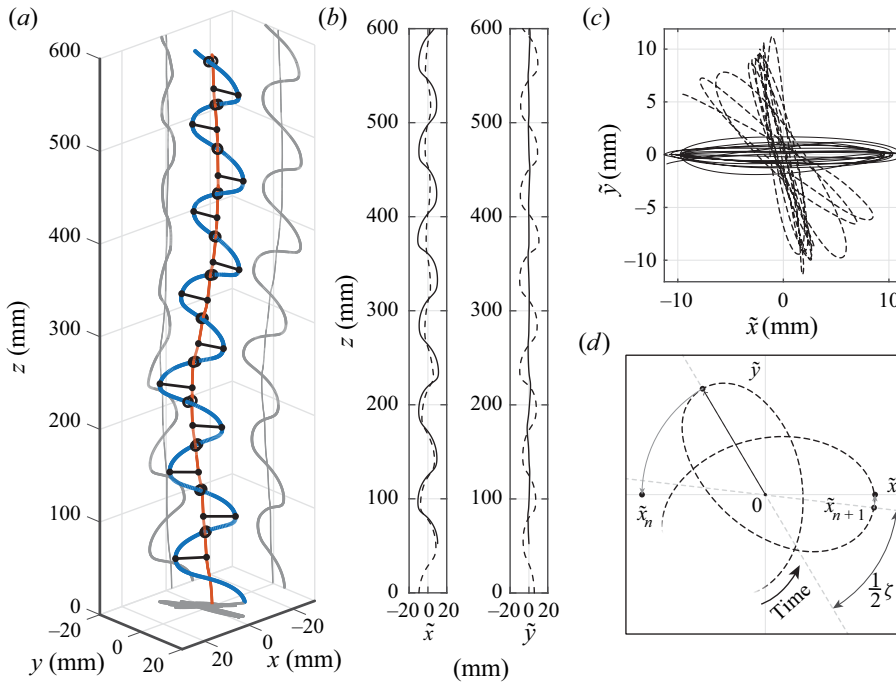 (a)
600
500
400
300
200
100
0
z (mm)
–20
0
20
y (mm)
20
0
–20
x (mm)
(b)
600
500
400
300
200
100
0
z (mm)
–20 0 20
x̃
–20 0 20
ỹ
(mm)
(c)
10
5
0
–5
–10
ỹ (mm)
–10
0
10
x̃ (mm)
(d)
ỹ
x̃
x̃n
0
x̃n + 1
Time
1/2 ζ